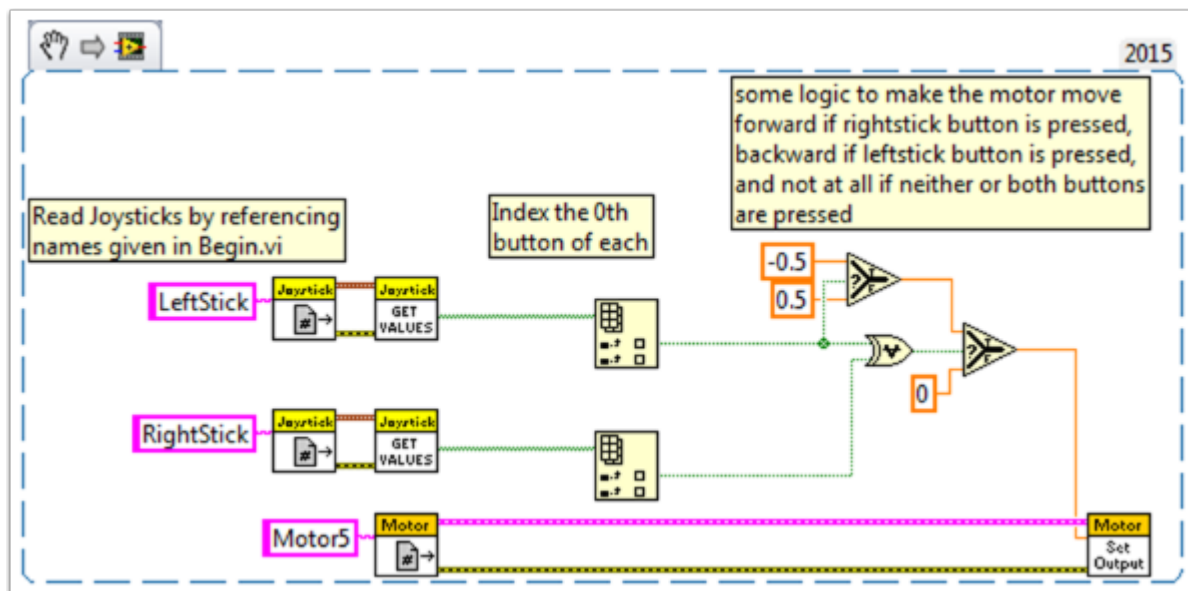 2015
some logic to make the motor move
forward if rightstick button is pressed,
backward if leftstick button is pressed,
and not at all if neither or both buttons
are pressed
Read Joysticks by referencing
names given in Begin.vi
Index the 0th
button of each
-0.5
0.5
LeftStick
Joystick
#
Joystick
GET
VALUES
?
T
F
?
T
F
0
RightStick
Joystick
#
Joystick
GET
VALUES
Motor5
Motor
#
Motor
Set
Output